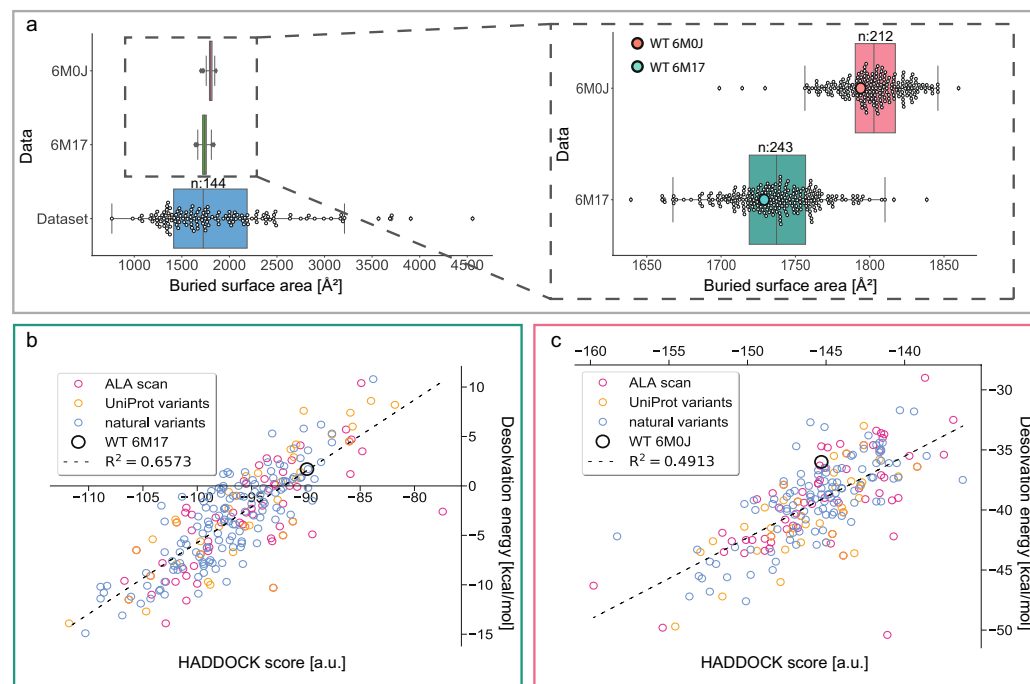 a
Data
6M0J
6M17
Dataset
n:144
1000 1500 2000 2500 3000 3500 4000 4500
Buried surface area [Å²]
WT 6M0J
WT 6M17
n:212
n:243
Data
6M0J
6M17
1650 1700 1750 1800 1850
Buried surface area [Å²]
b
ALA scan
UniProt variants
natural variants
WT 6M17
R² = 0.6573
−110 −105 −100 −95 −90 −85 −80
10
5
0
−5
−10
−15
Desolvation energy [kcal/mol]
HADDOCK score [a.u.]
c
−160 −155 −150 −145 −140
ALA scan
UniProt variants
natural variants
WT 6M0J
R² = 0.4913
−30
−35
−40
−45
−50
Desolvation energy [kcal/mol]
HADDOCK score [a.u.]